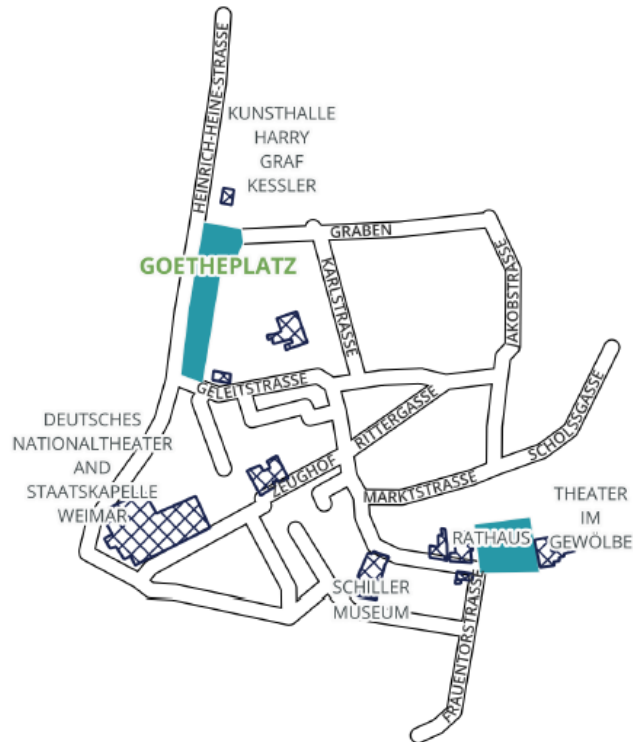 HEINRICH-HEINE-STRASSE
KUNSTHALLE
HARRY
GRAF
KESSLER
GRABEN
GOETHEPLATZ
KARLSTRASSE
JAKOBSTRASSE
GELEITSTRASSE
SCHOLSSGASSE
DEUTSCHES
NATIONALTHEATER
AND
STAATSKAPELLE
WEIMAR
RITTERGASSE
ZEUGHOF
MARKTSTRASSE
THEATER
IM
GEWÖLBE
RATHAUS
SCHILLER
MUSEUM
FRAUENTORSTRASSE